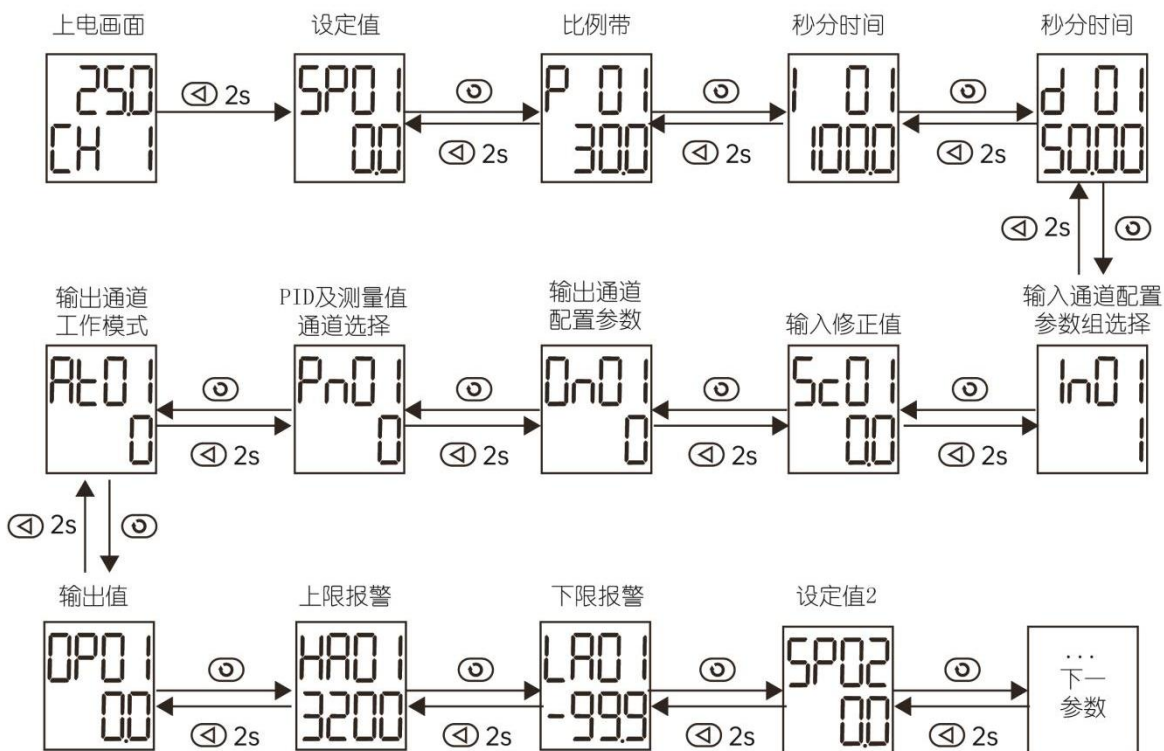 上电画面
设定值
比例带
秒分时间
秒分时间
25.0
CH 1
2s
SP01
0.0
2s
P 01
30.0
2s
I 01
100.0
2s
d 01
50.00
2s
输出通道
工作模式
PID及测量值
通道选择
输出通道
配置参数
输入修正值
输入通道配置
参数组选择
At01
0
2s
Pn01
0
2s
On01
0
2s
Sc01
0.0
2s
In01
1
2s
输出值
上限报警
下限报警
设定值2
OP01
0.0
2s
HA01
3200
2s
LA01
-99.9
2s
SP02
0.0
2s
...
下一
参数